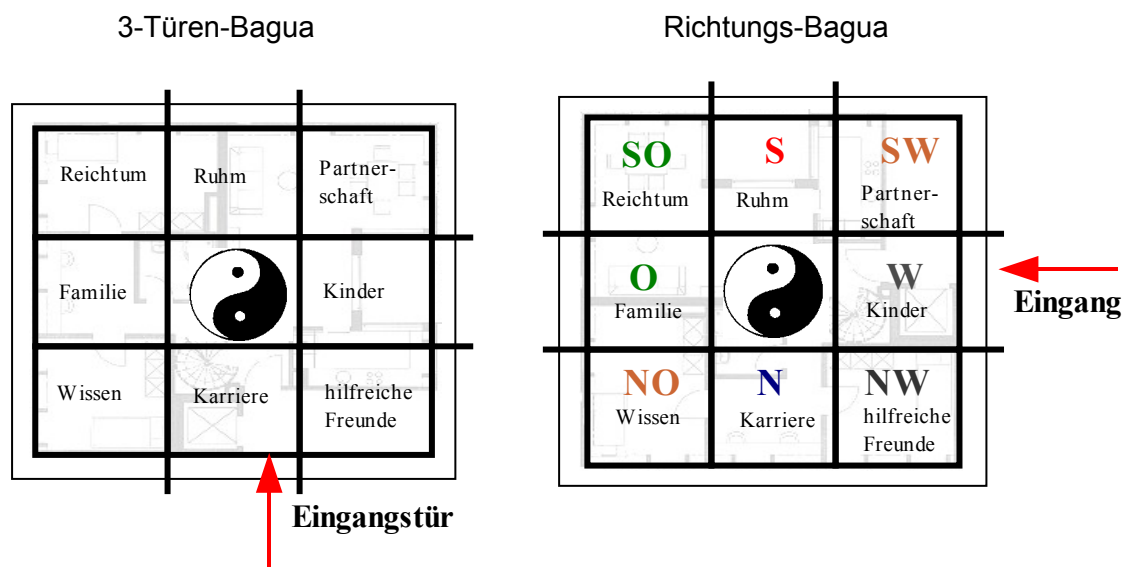 3-Türen-Bagua
Reichtum
Ruhm
Partner-
schaft
Familie
Kinder
Wissen
Karriere
hilfreiche
Freunde
Eingangstür
Richtungs-Bagua
SO
Reichtum
S
Ruhm
SW
Partner-
schaft
O
Familie
W
Kinder
Eingang
NO
Wissen
N
Karriere
NW
hilfreiche
Freunde